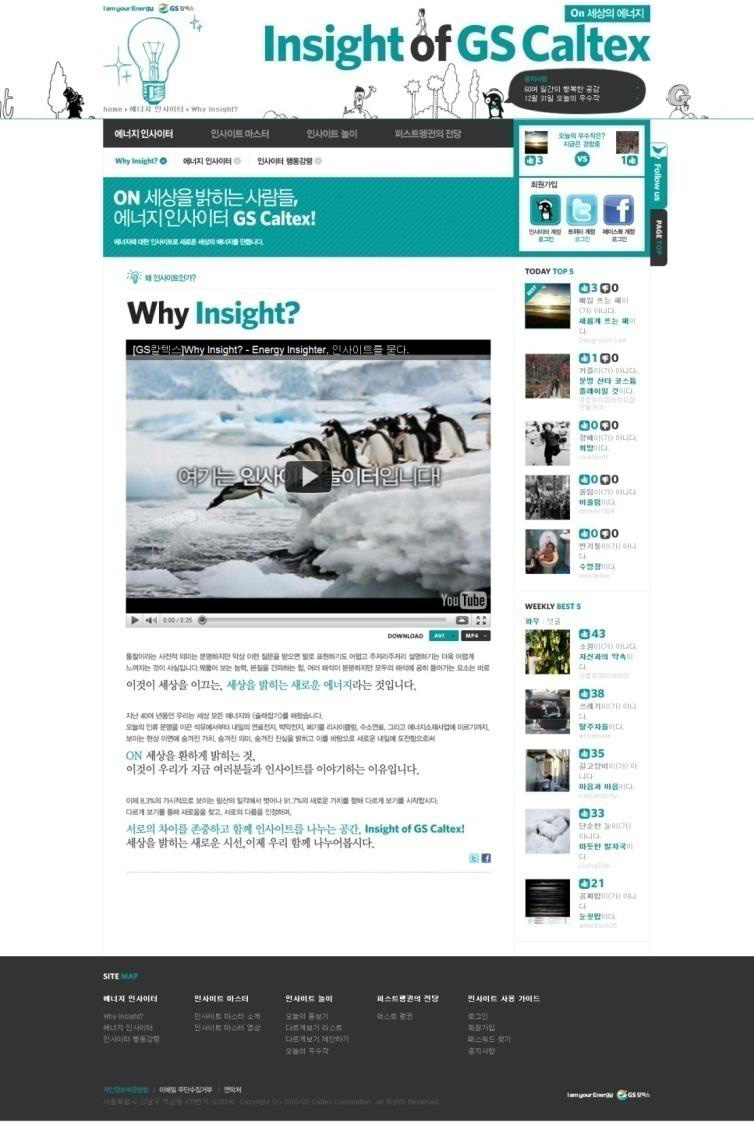 I am your Energy GS칼텍스
On 세상의 에너지
Insight of GS Caltex
공지사항
60여 일간의 행복한 공감
12월 31일 오늘의 우수작
home › 에너지 인사이터 › Why Insight?
에너지 인사이터 인사이트 마스터 인사이트 놀이 퍼스트펭귄의 전당
Why Insight? 에너지 인사이터 인사이터 행동강령
오늘의 우수작은?
지금은 경합중
3 VS 1
회원가입
인사이터 계정 로그인
트위터 계정 로그인
페이스북 계정 로그인
Follow us
PAGE TOP
ON 세상을 밝히는 사람들,
에너지 인사이터 GS Caltex!
에너지에 대한 인사이트로 새로운 세상의 에너지를 만듭니다.
왜 인사이트인가?
Why Insight?
[GS칼텍스]Why Insight? - Energy Insighter, 인사이트를 묻다.
여기는 인사이 놀이터입니다!
YouTube
0:00 / 0:35
DOWNLOAD AVI MP4
통찰이라는 사전적 의미는 분명하지만 막상 이런 질문을 받으면 말로 표현하기도 어렵고 주저리주저리 설명하기는 더욱 어렵게
느껴지는 것이 사실입니다. 꿰뚫어 보는 능력, 본질을 간파하는 힘, 여러 해석이 분분하지만 모두의 해석에 공히 들어가는 요소는 바로
이것이 세상을 이끄는, 세상을 밝히는 새로운 에너지라는 것입니다.
지난 40여 년동안 우리는 세상 모든 에너지와 (술래잡기)를 해왔습니다.
오늘의 인류 문명을 이끈 석유에서부터 내일의 연료전지, 박막전지, 폐기물 리사이클링, 수소연료, 그리고 에너지소재사업에 이르기까지,
보이는 현상 이면에 숨겨진 가치, 숨겨진 의미, 숨겨진 진실을 밝히고 이를 바탕으로 새로운 내일에 도전함으로써
ON 세상을 환하게 밝히는 것,
이것이 우리가 지금 여러분들과 인사이트를 이야기하는 이유입니다.
이제 8.3%의 가시적으로 보이는 빙산의 일각에서 벗어나 91.7%의 새로운 가치를 향해 다르게 보기를 시작합시다.
다르게 보기를 통해 새로움을 찾고, 서로의 다름을 인정하며,
서로의 차이를 존중하고 함께 인사이트를 나누는 공간, Insight of GS Caltex!
세상을 밝히는 새로운 시선, 이제 우리 함께 나누어봅시다.
TODAY TOP 5
BEST
3 0
매일 뜨는 해이
(가) 아니다.
새롭게 뜨는 해이
다.
Dong-joon Lee
1 0
커플이(가) 아니다.
분명 산타 코스튬
플레이일 것이다.
0 0
잠배이(가) 아니다.
희망이다.
0 0
올림이(가) 아니다.
어울림이다.
0 0
변기통이(가) 아니
다.
수영장이다.
WEEKLY BEST 5
와우 댓글
43
소원이(가) 아니다.
자신과의 약속이
다.
38
쓰레기이(가) 아니
다.
탈주자들이다.
35
길고양이이(가) 아
니다.
마음과 마음이다.
33
단순한 눈이(가)
아니다.
따듯한 발자국이
다.
LivingStar
21
공짜밥이(가) 아니
다.
눈칫밥이다.
ambitious25
SITE MAP
에너지 인사이터 인사이트 마스터 인사이트 놀이 퍼스트펭귄의 전당 인사이트 사용 가이드
Why Insight? 인사이트 마스터 소개 오늘의 돋보기 퍼스트 펭귄 로그인
에너지 인사이터 인사이트 마스터 영상 다르게보기 리스트 회원가입
인사이터 행동강령 다르게보기 제안하기 패스워드 찾기
오늘의 우수작 공지사항
개인정보취급방침 | 이메일 무단수집거부 | 연락처
Copyright (c) 2010 GS Caltex Corporation. All Rights Reserved.
I am your Energy GS칼텍스